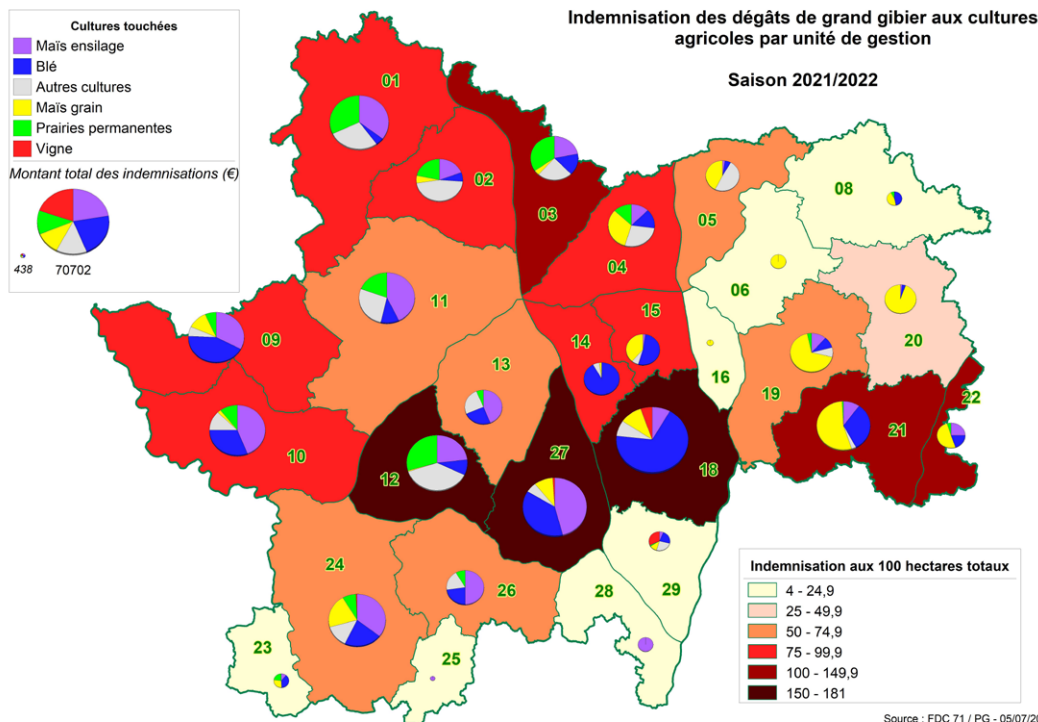 Indemnisation des dégâts de grand gibier aux cultures
agricoles par unité de gestion
Saison 2021/2022
Cultures touchées
Maïs ensilage
Blé
Autres cultures
Maïs grain
Prairies permanentes
Vigne
Montant total des indemnisations (€)
438
70702
01
02
03
04
05
08
06
11
09
15
14
13
16
20
19
22
21
10
12
27
18
24
26
28
29
23
25
Indemnisation aux 100 hectares totaux
4 - 24,9
25 - 49,9
50 - 74,9
75 - 99,9
100 - 149,9
150 - 181
Source : FDC 71 / PG - 05/07/20